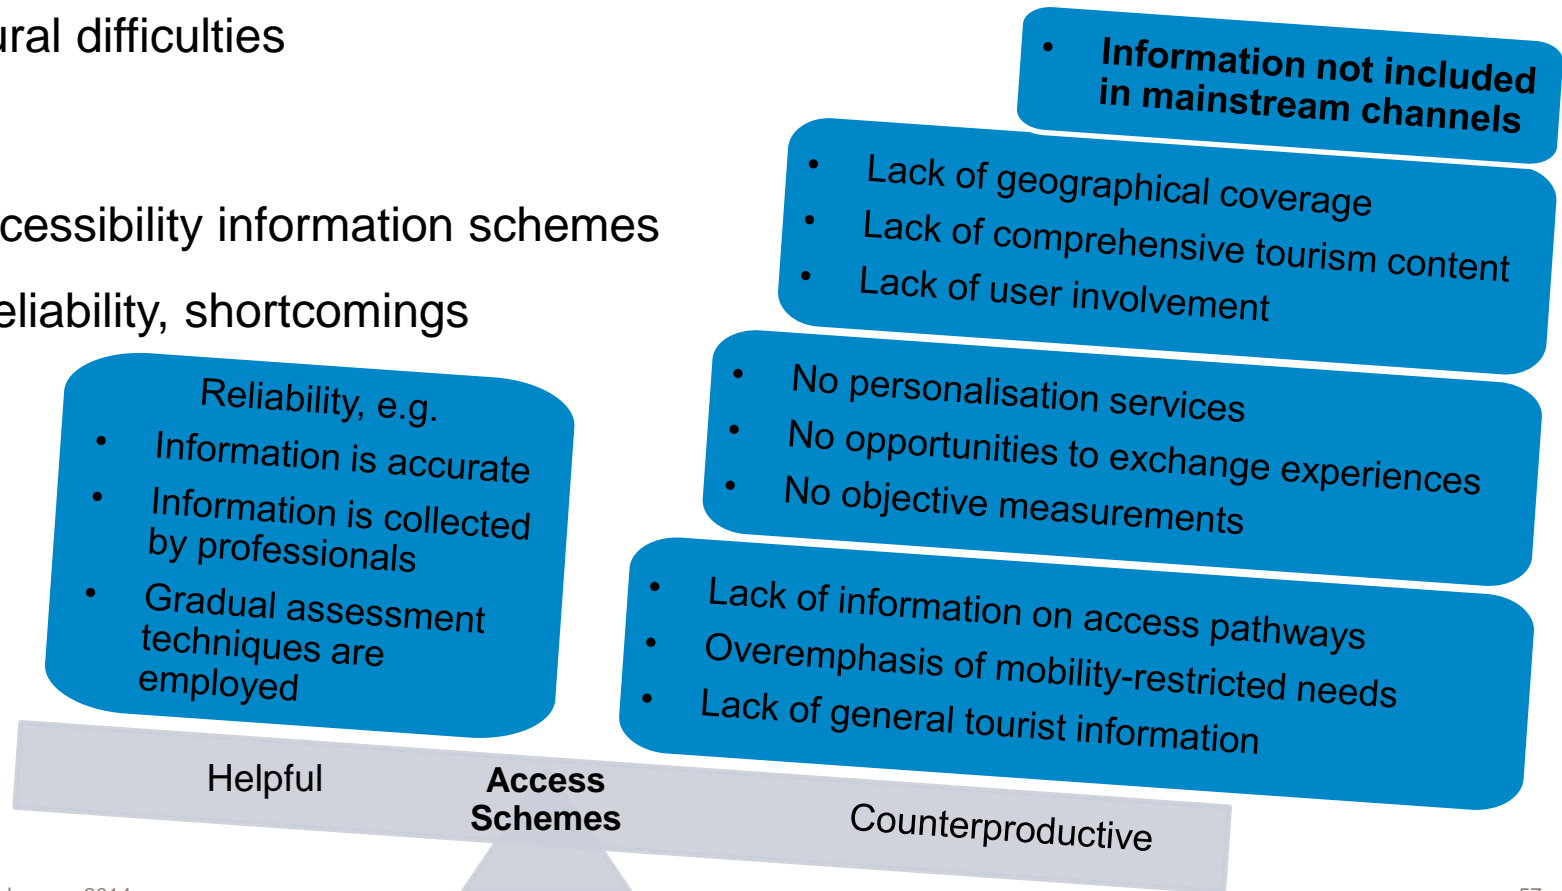 ural difficulties
cessibility information schemes
eliability, shortcomings
• Information not included
in mainstream channels
• Lack of geographical coverage
• Lack of comprehensive tourism content
• Lack of user involvement
• No personalisation services
• No opportunities to exchange experiences
• No objective measurements
• Lack of information on access pathways
• Overemphasis of mobility-restricted needs
• Lack of general tourist information
Reliability, e.g.
• Information is accurate
• Information is collected
by professionals
• Gradual assessment
techniques are
employed
Helpful
Access
Schemes
Counterproductive